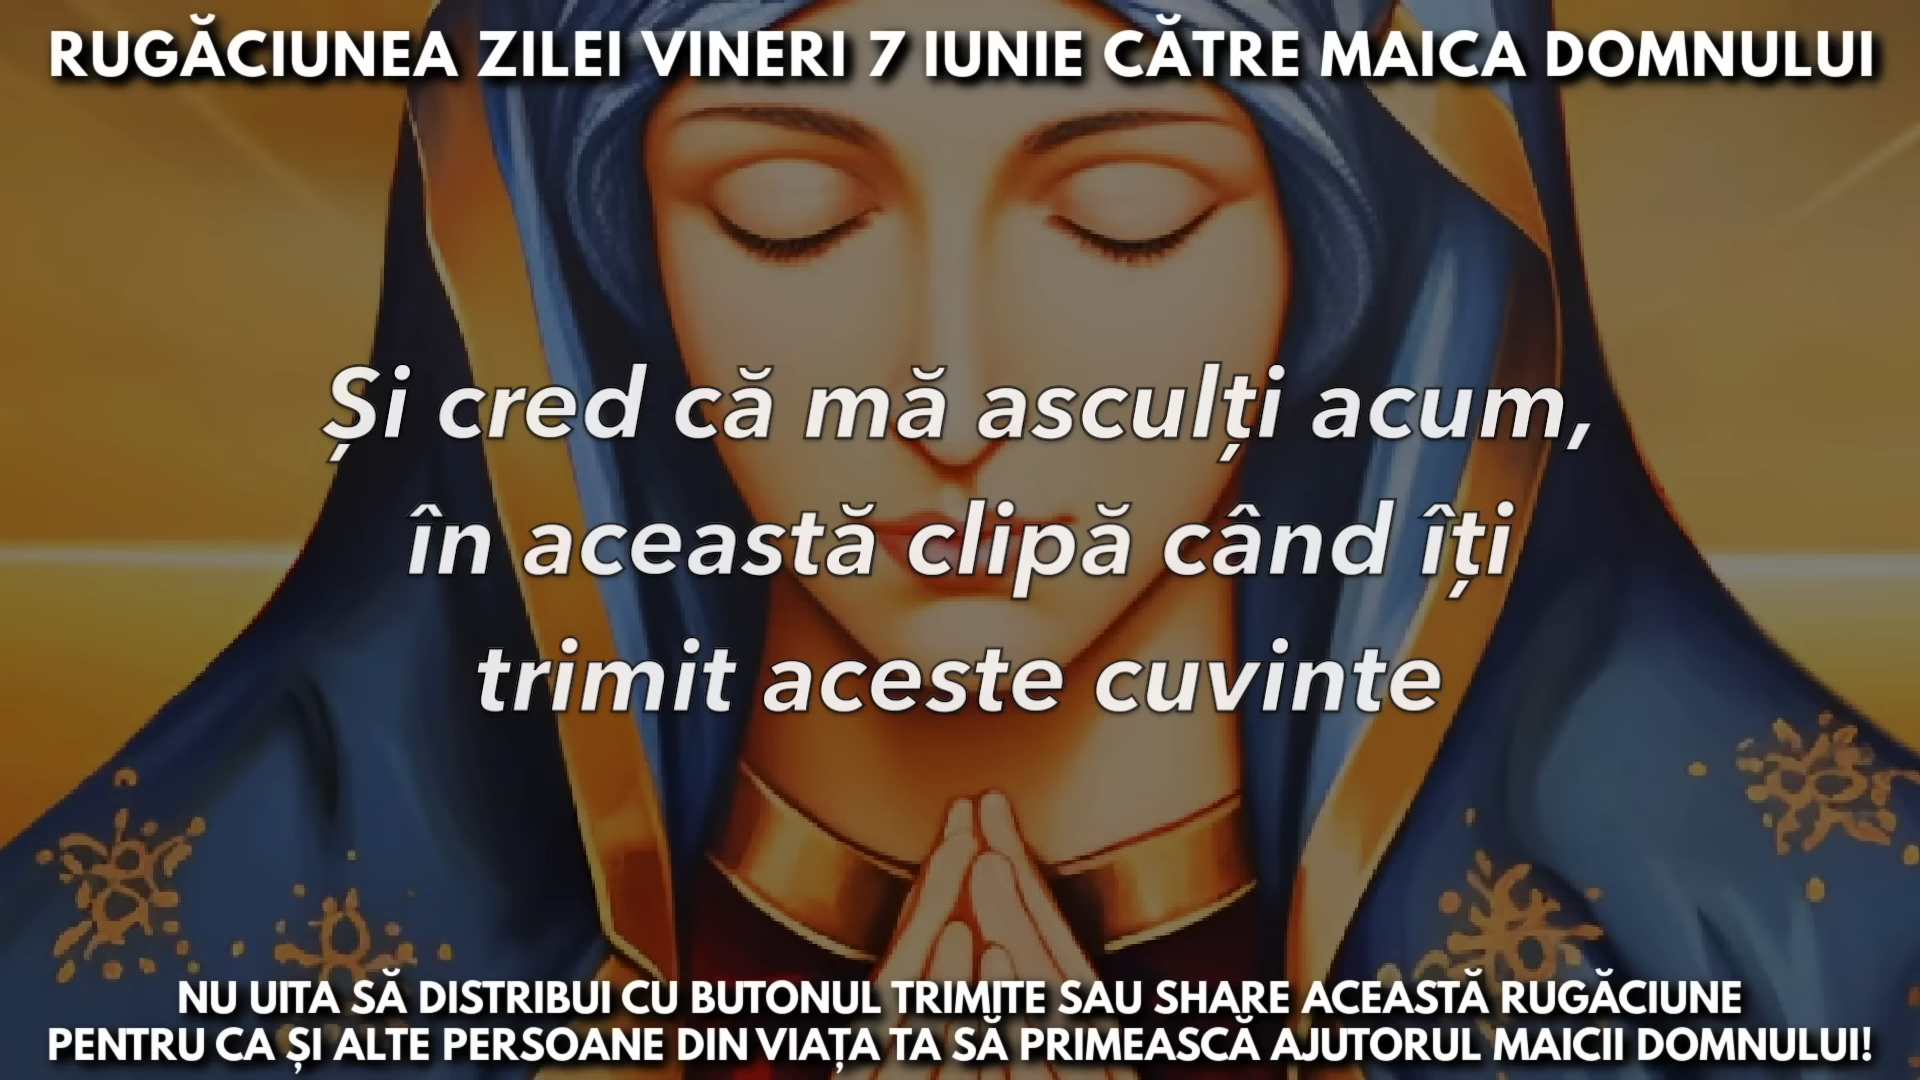 RUGĂCIUNEA ZILEI VINERI 7 IUNIE CĂTRE MAICA DOMNULUI
Și cred că mă asculți acum,
în această clipă când îți
trimit aceste cuvinte
NU UITA SĂ DISTRIBUI CU BUTONUL TRIMITE SAU SHARE ACEASTĂ RUGĂCIUNE
PENTRU CA ȘI ALTE PERSOANE DIN VIAȚA TA SĂ PRIMEASCĂ AJUTORUL MAICII DOMNULUI!